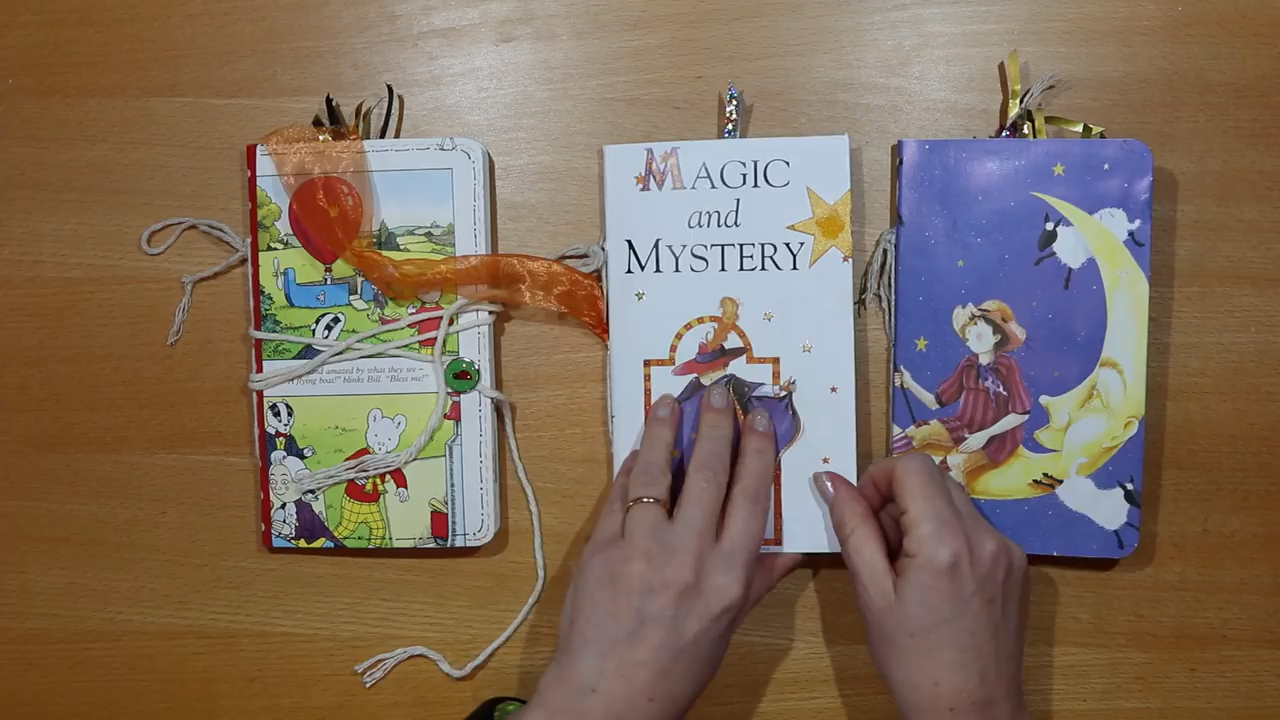 and amazed by what they see –
flying boat!" blinks Bill. "Bless me!"
MAGIC
and
MYSTERY